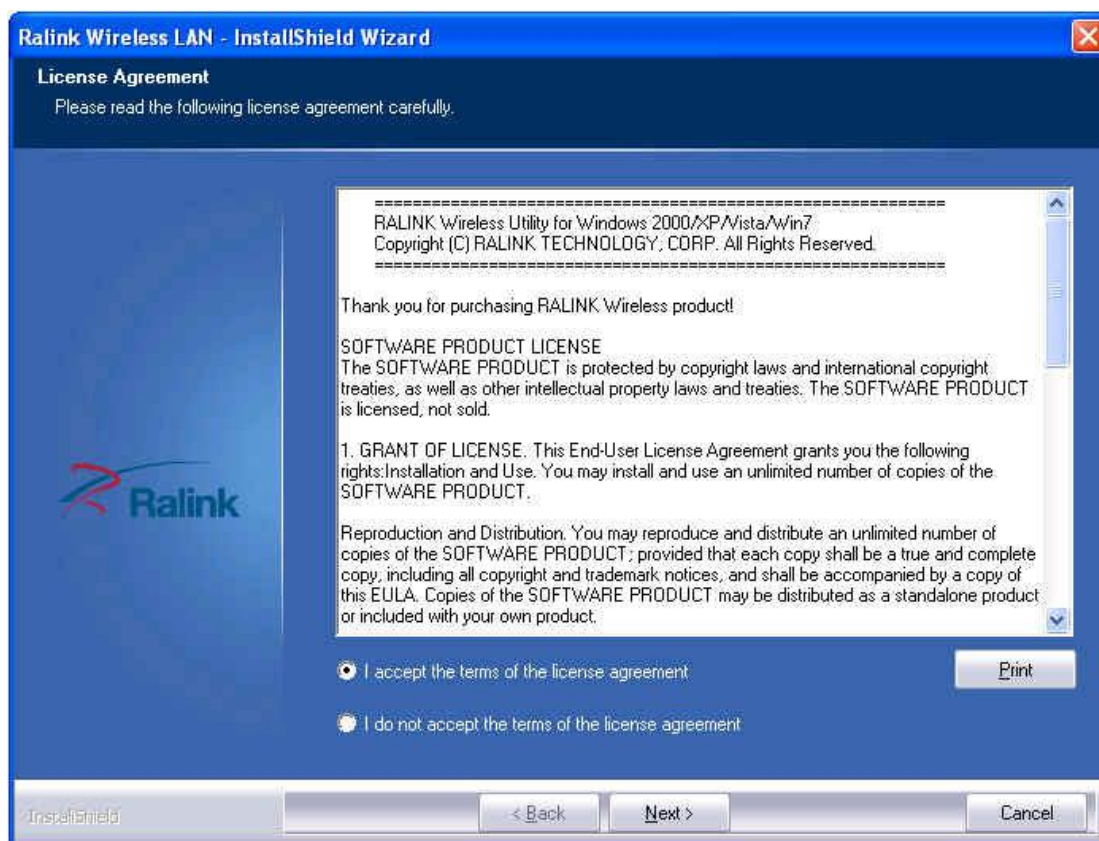 Ralink Wireless LAN - InstallShield Wizard
License Agreement
Please read the following license agreement carefully.
============================================================
RALINK Wireless Utility for Windows 2000/XP/Vista/Win7
Copyright (C) RALINK TECHNOLOGY, CORP. All Rights Reserved.
============================================================
Thank you for purchasing RALINK Wireless product!
SOFTWARE PRODUCT LICENSE
The SOFTWARE PRODUCT is protected by copyright laws and international copyright
treaties, as well as other intellectual property laws and treaties. The SOFTWARE PRODUCT
is licensed, not sold.
1. GRANT OF LICENSE. This End-User License Agreement grants you the following
rights:Installation and Use. You may install and use an unlimited number of copies of the
SOFTWARE PRODUCT.
Reproduction and Distribution. You may reproduce and distribute an unlimited number of
copies of the SOFTWARE PRODUCT; provided that each copy shall be a true and complete
copy, including all copyright and trademark notices, and shall be accompanied by a copy of
this EULA. Copies of the SOFTWARE PRODUCT may be distributed as a standalone product
or included with your own product.
Ralink
I accept the terms of the license agreement
Print
I do not accept the terms of the license agreement
InstallShield
< Back
Next >
Cancel